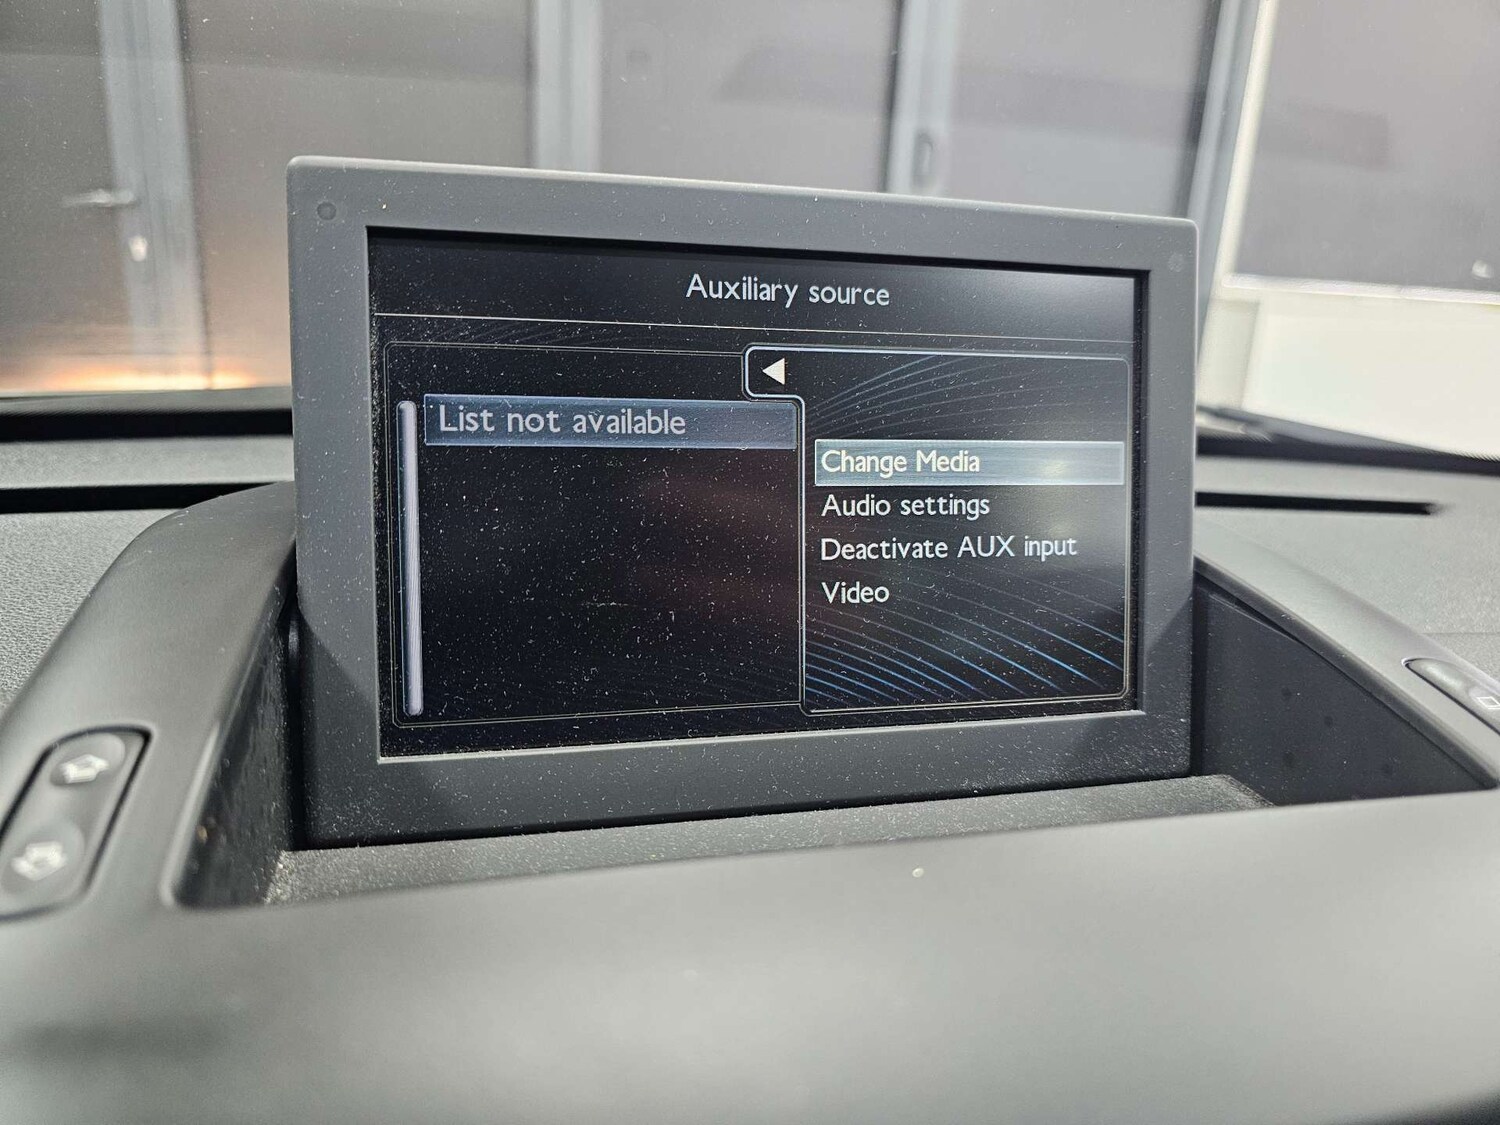 Auxiliary source
List not available
Change Media
Audio settings
Deactivate AUX input
Video